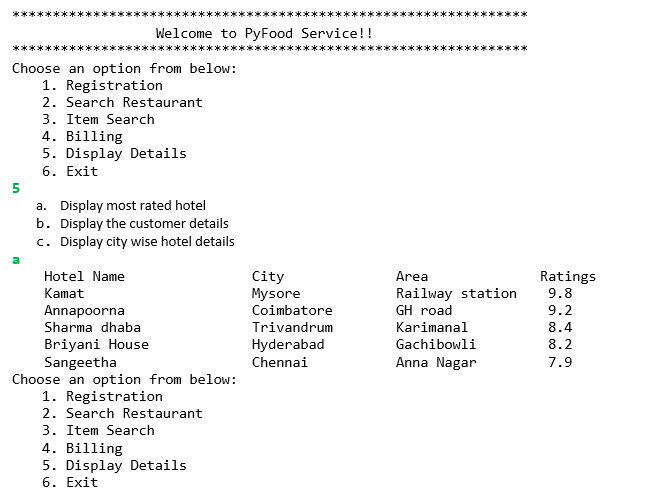 ****************************************************************
Welcome to PyFood Service!!
****************************************************************
Choose an option from below:
1. Registration
2. Search Restaurant
3. Item Search
4. Billing
5. Display Details
6. Exit
5
a. Display most rated hotel
b. Display the customer details
c. Display city wise hotel details
a
Hotel Name City Area Ratings
Kamat Mysore Railway station 9.8
Annapoorna Coimbatore GH road 9.2
Sharma dhaba Trivandrum Karimanal 8.4
Briyani House Hyderabad Gachibowli 8.2
Sangeetha Chennai Anna Nagar 7.9
Choose an option from below:
1. Registration
2. Search Restaurant
3. Item Search
4. Billing
5. Display Details
6. Exit